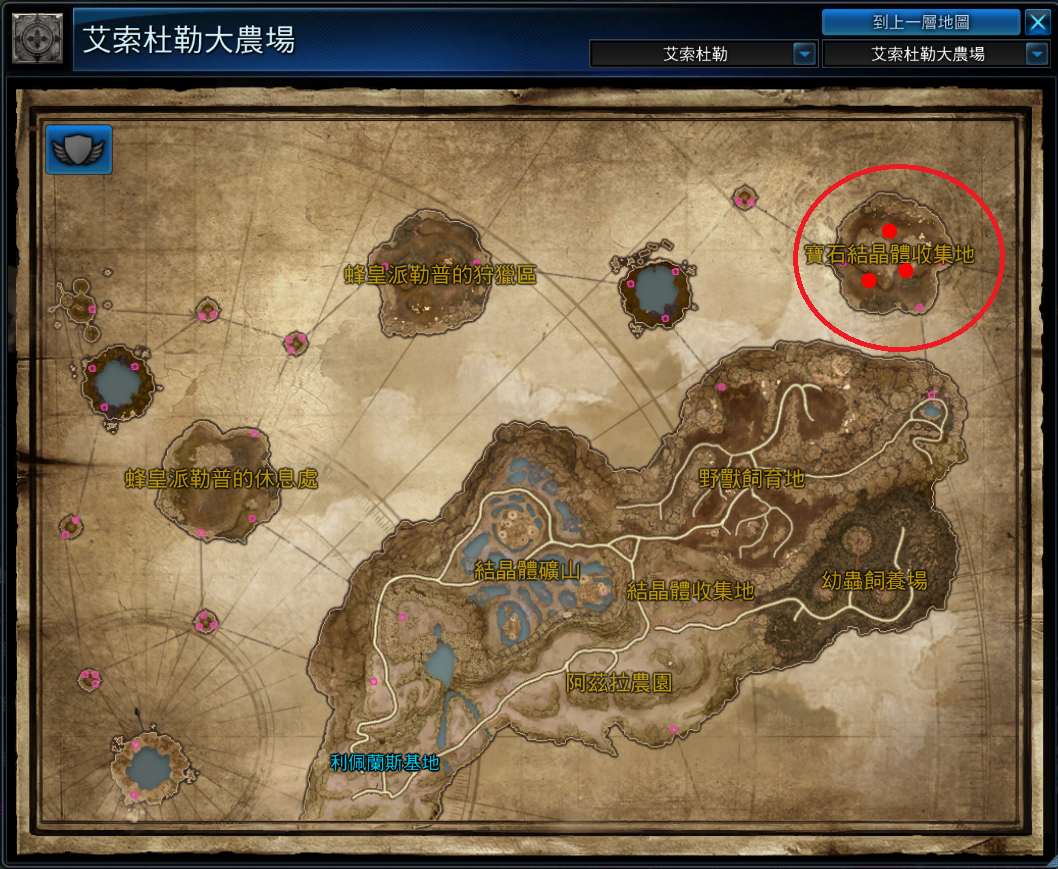 艾索杜勒大農場
到上一層地圖
艾索杜勒
艾索杜勒大農場
寶石結晶體收集地
蜂皇派勒普的狩獵區
蜂皇派勒普的休息處
野獸飼育地
結晶體礦山
結晶體收集地
幼蟲飼養場
阿茲拉農園
利佩蘭斯基地